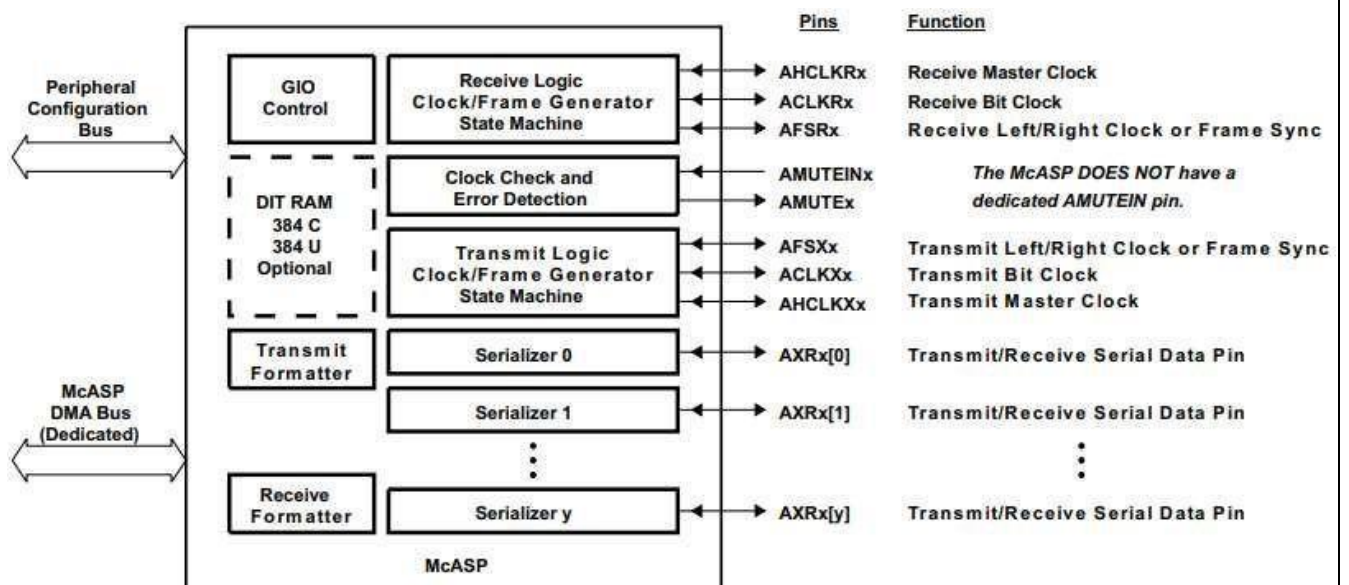 Pins Function
Peripheral
Configuration
Bus
GIO
Control
Receive Logic
Clock/Frame Generator
State Machine
AHCLKRx Receive Master Clock
ACLKRx Receive Bit Clock
AFSRx Receive Left/Right Clock or Frame Sync
DIT RAM
384 C
384 U
Optional
Clock Check and
Error Detection
AMUTEINx
AMUTEx
The McASP DOES NOT have a
dedicated AMUTEIN pin.
Transmit Logic
Clock/Frame Generator
State Machine
AFSXx Transmit Left/Right Clock or Frame Sync
ACLKXx Transmit Bit Clock
AHCLKXx Transmit Master Clock
Transmit
Formatter
Serializer 0
AXRx[0] Transmit/Receive Serial Data Pin
McASP
DMA Bus
(Dedicated)
Serializer 1
AXRx[1] Transmit/Receive Serial Data Pin
Receive
Formatter
Serializer y
AXRx[y] Transmit/Receive Serial Data Pin
McASP